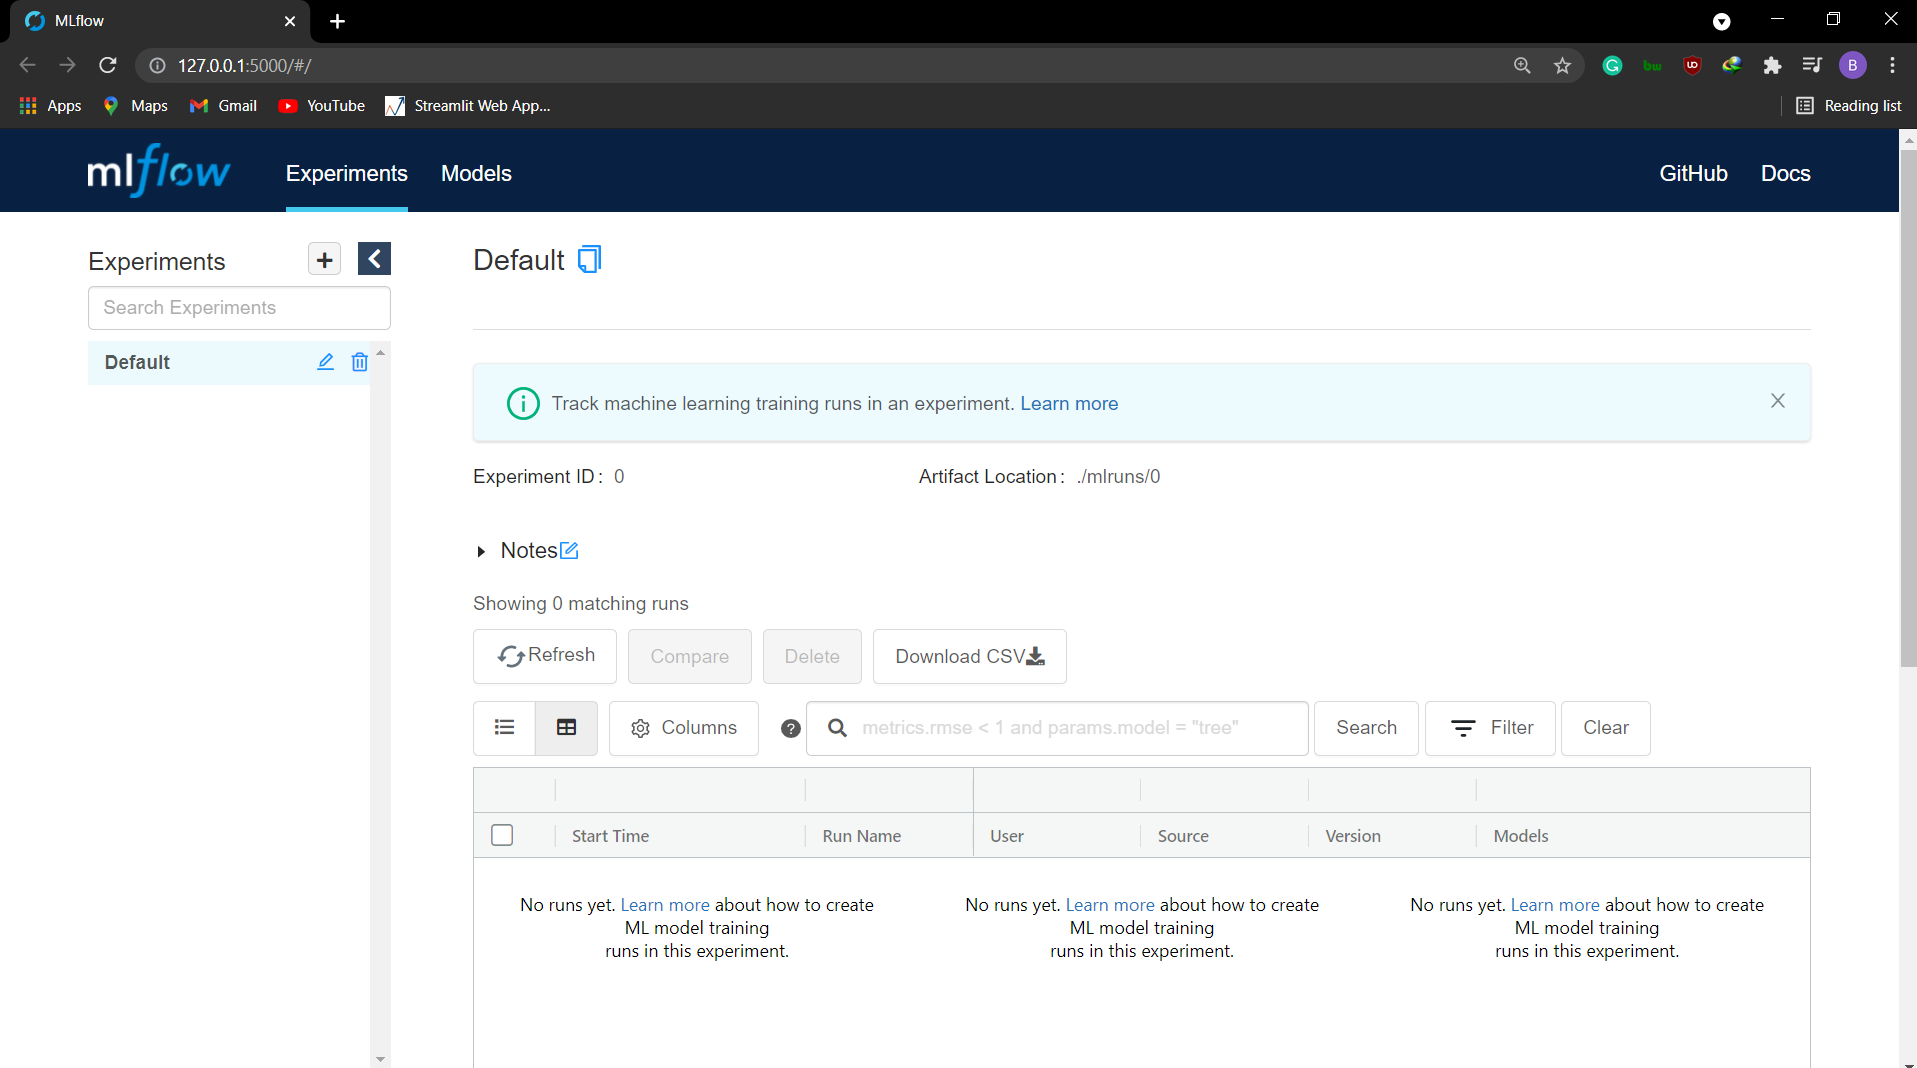 MLflow
127.0.0.1:5000/#/
B
Apps Maps Gmail YouTube Streamlit Web App... Reading list
mlflow Experiments Models GitHub Docs
Experiments
Default
Search Experiments
Default
Track machine learning training runs in an experiment. Learn more
Experiment ID: 0 Artifact Location: ./mlruns/0
Notes
Showing 0 matching runs
Refresh Compare Delete Download CSV
Columns metrics.rmse < 1 and params.model = "tree" Search Filter Clear
Start Time Run Name User Source Version Models
No runs yet. Learn more about how to create
ML model training
runs in this experiment.
No runs yet. Learn more about how to create
ML model training
runs in this experiment.
No runs yet. Learn more about how to create
ML model training
runs in this experiment.